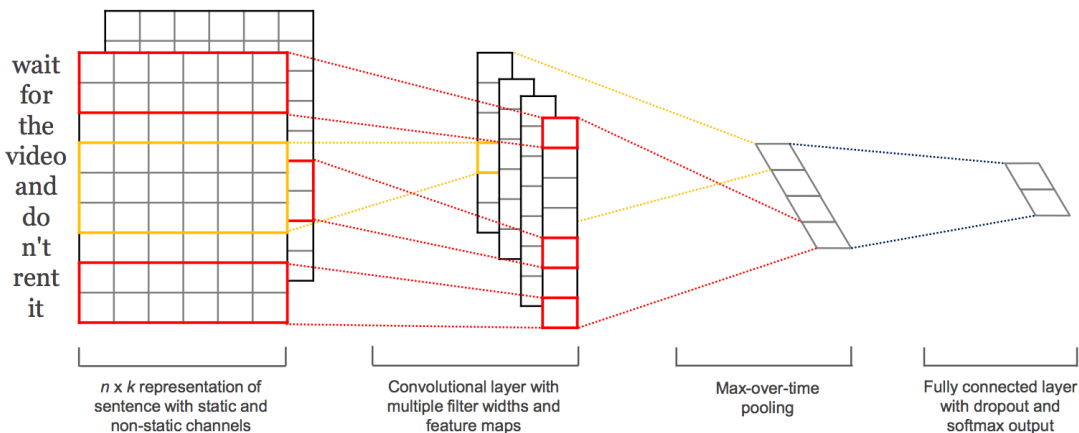 wait
for
the
video
and
do
n't
rent
it
n x k representation of
sentence with static and
non-static channels
Convolutional layer with
multiple filter widths and
feature maps
Max-over-time
pooling
Fully connected layer
with dropout and
softmax output